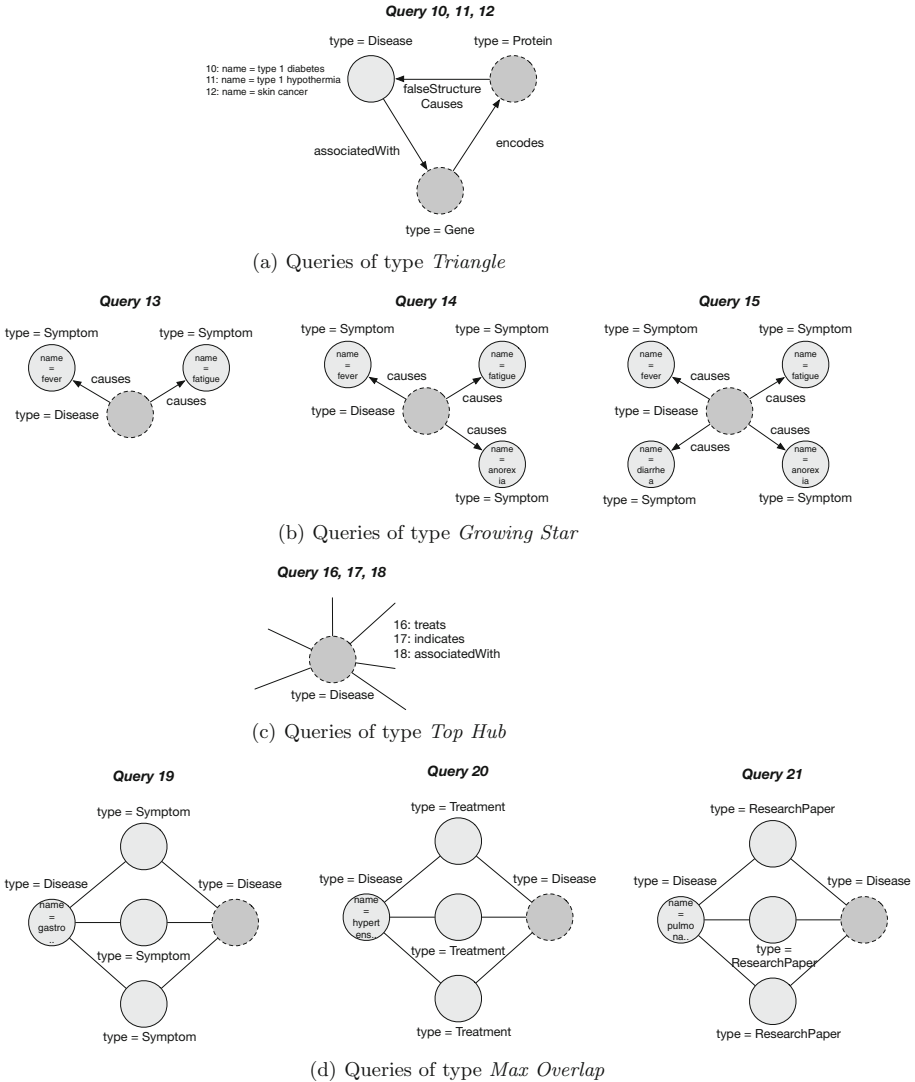 Query 10, 11, 12
type = Disease
type = Protein
10: name = type 1 diabetes
11: name = type 1 hypothermia
12: name = skin cancer
falseStructure
Causes
associatedWith
encodes
type = Gene
(a) Queries of type Triangle
Query 13
type = Symptom
type = Symptom
name
=
fever
name
=
fatigue
causes
causes
type = Disease
Query 14
type = Symptom
type = Symptom
name
=
fever
name
=
fatigue
causes
causes
type = Disease
causes
name
=
anorex
ia
type = Symptom
Query 15
type = Symptom
type = Symptom
name
=
fever
name
=
fatigue
causes
causes
type = Disease
causes
causes
name
=
diarrhe
a
name
=
anorex
ia
type = Symptom
type = Symptom
(b) Queries of type Growing Star
Query 16, 17, 18
16: treats
17: indicates
18: associatedWith
type = Disease
(c) Queries of type Top Hub
Query 19
type = Symptom
type = Disease
type = Disease
name
=
gastro
..
type = Symptom
type = Symptom
Query 20
type = Treatment
type = Disease
type = Disease
name
=
hypert
ens..
type = Treatment
type = Treatment
Query 21
type = ResearchPaper
type = Disease
type = Disease
name
=
pulmo
na..
type =
ResearchPaper
type = ResearchPaper
(d) Queries of type Max Overlap